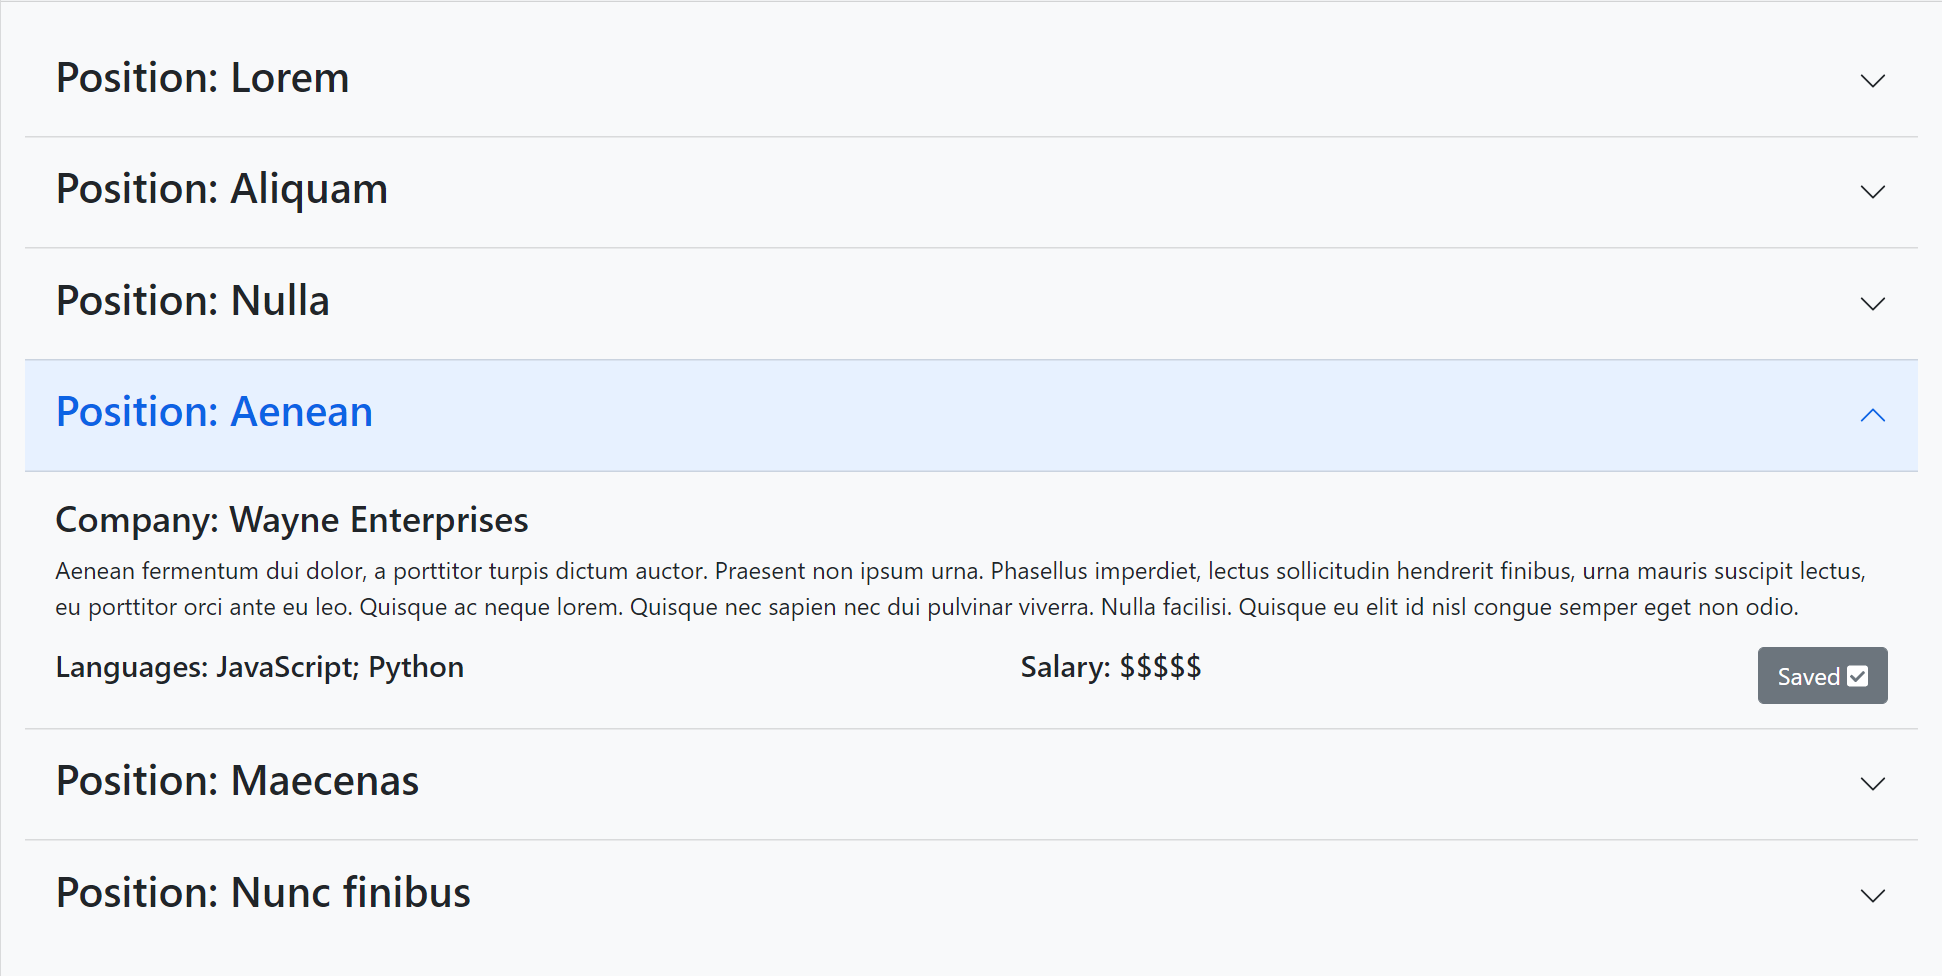 Position: Lorem
Position: Aliquam
Position: Nulla
Position: Aenean
Company: Wayne Enterprises
Aenean fermentum dui dolor, a porttitor turpis dictum auctor. Praesent non ipsum urna. Phasellus imperdiet, lectus sollicitudin hendrerit finibus, urna mauris suscipit lectus,
eu porttitor orci ante eu leo. Quisque ac neque lorem. Quisque nec sapien nec dui pulvinar viverra. Nulla facilisi. Quisque eu elit id nisl congue semper eget non odio.
Languages: JavaScript; Python
Salary: $$$$$
Saved
Position: Maecenas
Position: Nunc finibus